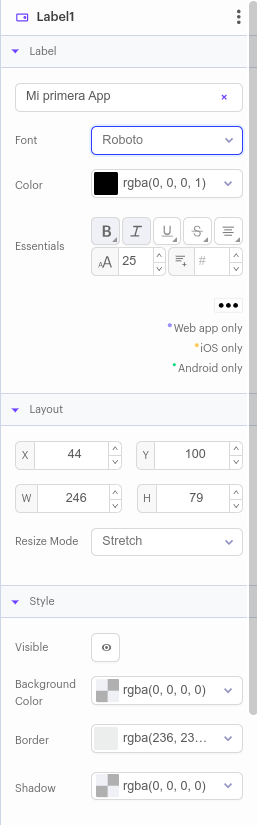 Label1
Label
Mi primera App ×
Font Roboto
Color rgba(0, 0, 0, 1)
Essentials B I U S
AA 25 #
•••
*Web app only
*iOS only
*Android only
Layout
X 44 Y 100
W 246 H 79
Resize Mode Stretch
Style
Visible
Background Color rgba(0, 0, 0, 0)
Border rgba(236, 23...
Shadow rgba(0, 0, 0, 0)